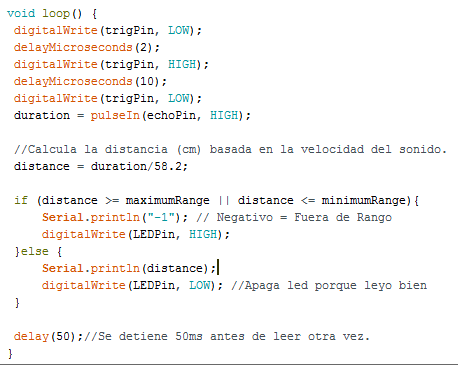 void loop() {
digitalWrite(trigPin, LOW);
delayMicroseconds(2);
digitalWrite(trigPin, HIGH);
delayMicroseconds(10);
digitalWrite(trigPin, LOW);
duration = pulseIn(echoPin, HIGH);
//Calcula la distancia (cm) basada en la velocidad del sonido.
distance = duration/58.2;
if (distance >= maximumRange || distance <= minimumRange){
Serial.println("-1"); // Negativo = Fuera de Rango
digitalWrite(LEDPin, HIGH);
}else {
Serial.println(distance);
digitalWrite(LEDPin, LOW); //Apaga led porque leyo bien
}
delay(50);//Se detiene 50ms antes de leer otra vez.
}